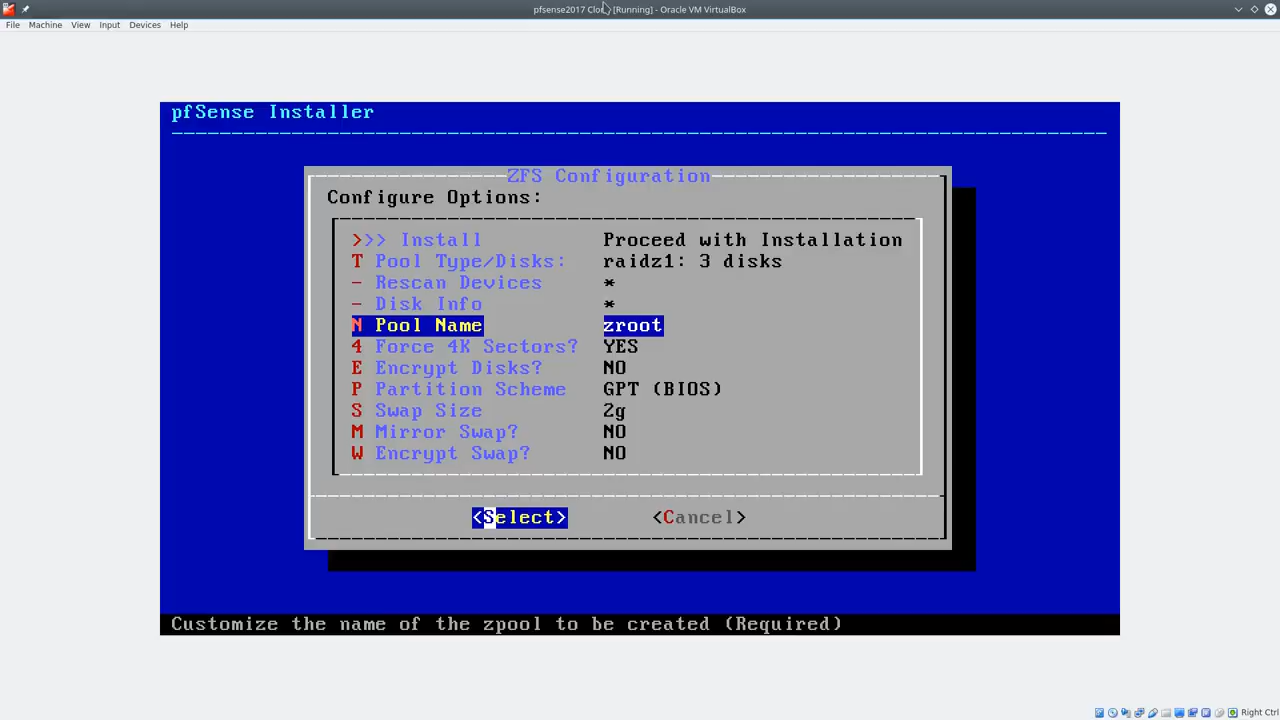 pfsense2017 Clo [Running] - Oracle VM VirtualBox
File Machine View Input Devices Help
pfSense Installer
ZFS Configuration
Configure Options:
>>> Install Proceed with Installation
T Pool Type/Disks: raidz1: 3 disks
- Rescan Devices *
- Disk Info *
N Pool Name zroot
4 Force 4K Sectors? YES
E Encrypt Disks? NO
P Partition Scheme GPT (BIOS)
S Swap Size 2g
M Mirror Swap? NO
W Encrypt Swap? NO
<Select> <Cancel>
Customize the name of the zpool to be created (Required)
Right Ctrl